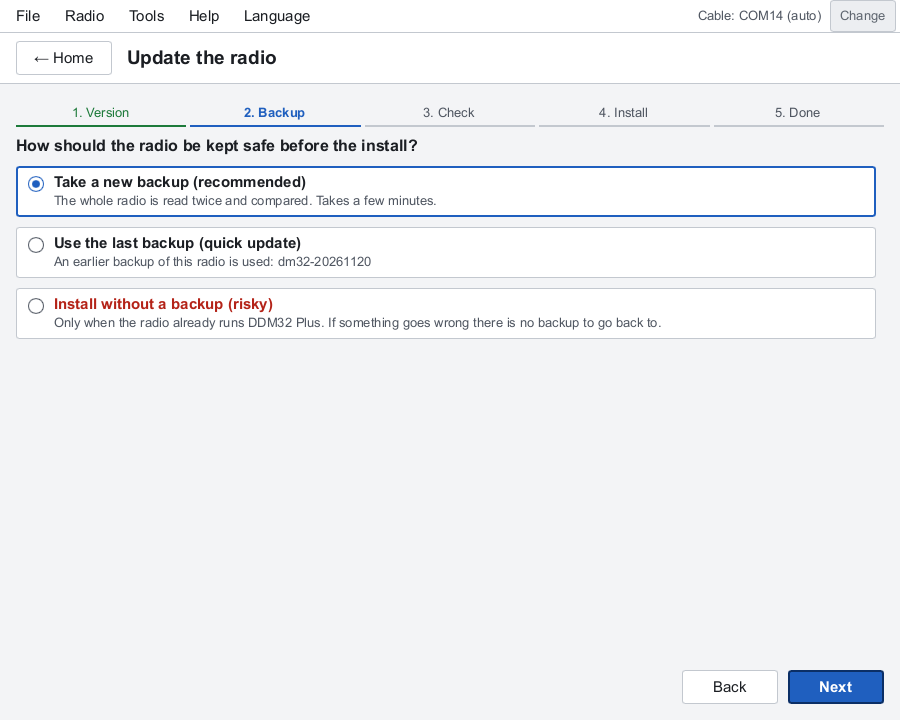 File Radio Tools Help Language Cable: COM14 (auto) Change
← Home Update the radio
1. Version 2. Backup 3. Check 4. Install 5. Done
How should the radio be kept safe before the install?
Take a new backup (recommended)
The whole radio is read twice and compared. Takes a few minutes.
Use the last backup (quick update)
An earlier backup of this radio is used: dm32-20261120
Install without a backup (risky)
Only when the radio already runs DDM32 Plus. If something goes wrong there is no backup to go back to.
Back Next